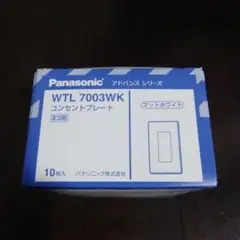 Panasonic アドバンス シリーズ
WTL 7003WK
コンセントプレート
3コ用
マットホワイト
10枚入
パナソニック株式会社